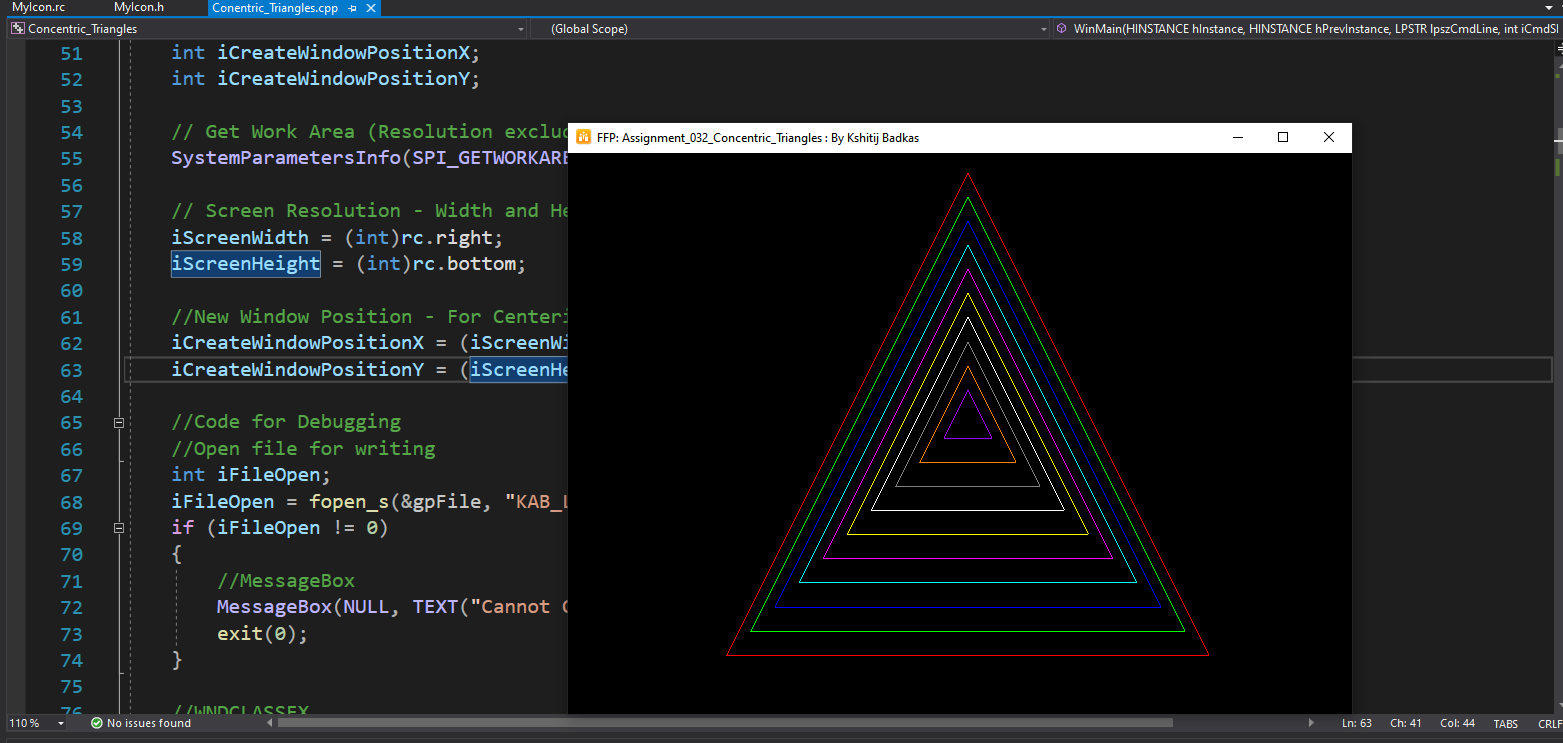 MyIcon.rc MyIcon.h Conentric_Triangles.cpp
Concentric_Triangles (Global Scope) WinMain(HINSTANCE hInstance, HINSTANCE hPrevInstance, LPSTR lpszCmdLine, int iCmdSl
51 int iCreateWindowPositionX;
52 int iCreateWindowPositionY;
53
54 // Get Work Area (Resolution exclud
55 SystemParametersInfo(SPI_GETWORKARE
56
57 // Screen Resolution - Width and He
58 iScreenWidth = (int)rc.right;
59 iScreenHeight = (int)rc.bottom;
60
61 //New Window Position - For Centeri
62 iCreateWindowPositionX = (iScreenWi
63 iCreateWindowPositionY = (iScreenHe
64
65 //Code for Debugging
66 //Open file for writing
67 int iFileOpen;
68 iFileOpen = fopen_s(&gpFile, "KAB_L
69 if (iFileOpen != 0)
70 {
71 //MessageBox
72 MessageBox(NULL, TEXT("Cannot O
73 exit(0);
74 }
75
76 //WNDCLASSEX
FFP: Assignment_032_Concentric_Triangles : By Kshitij Badkas
110 % No issues found Ln: 63 Ch: 41 Col: 44 TABS CRLF